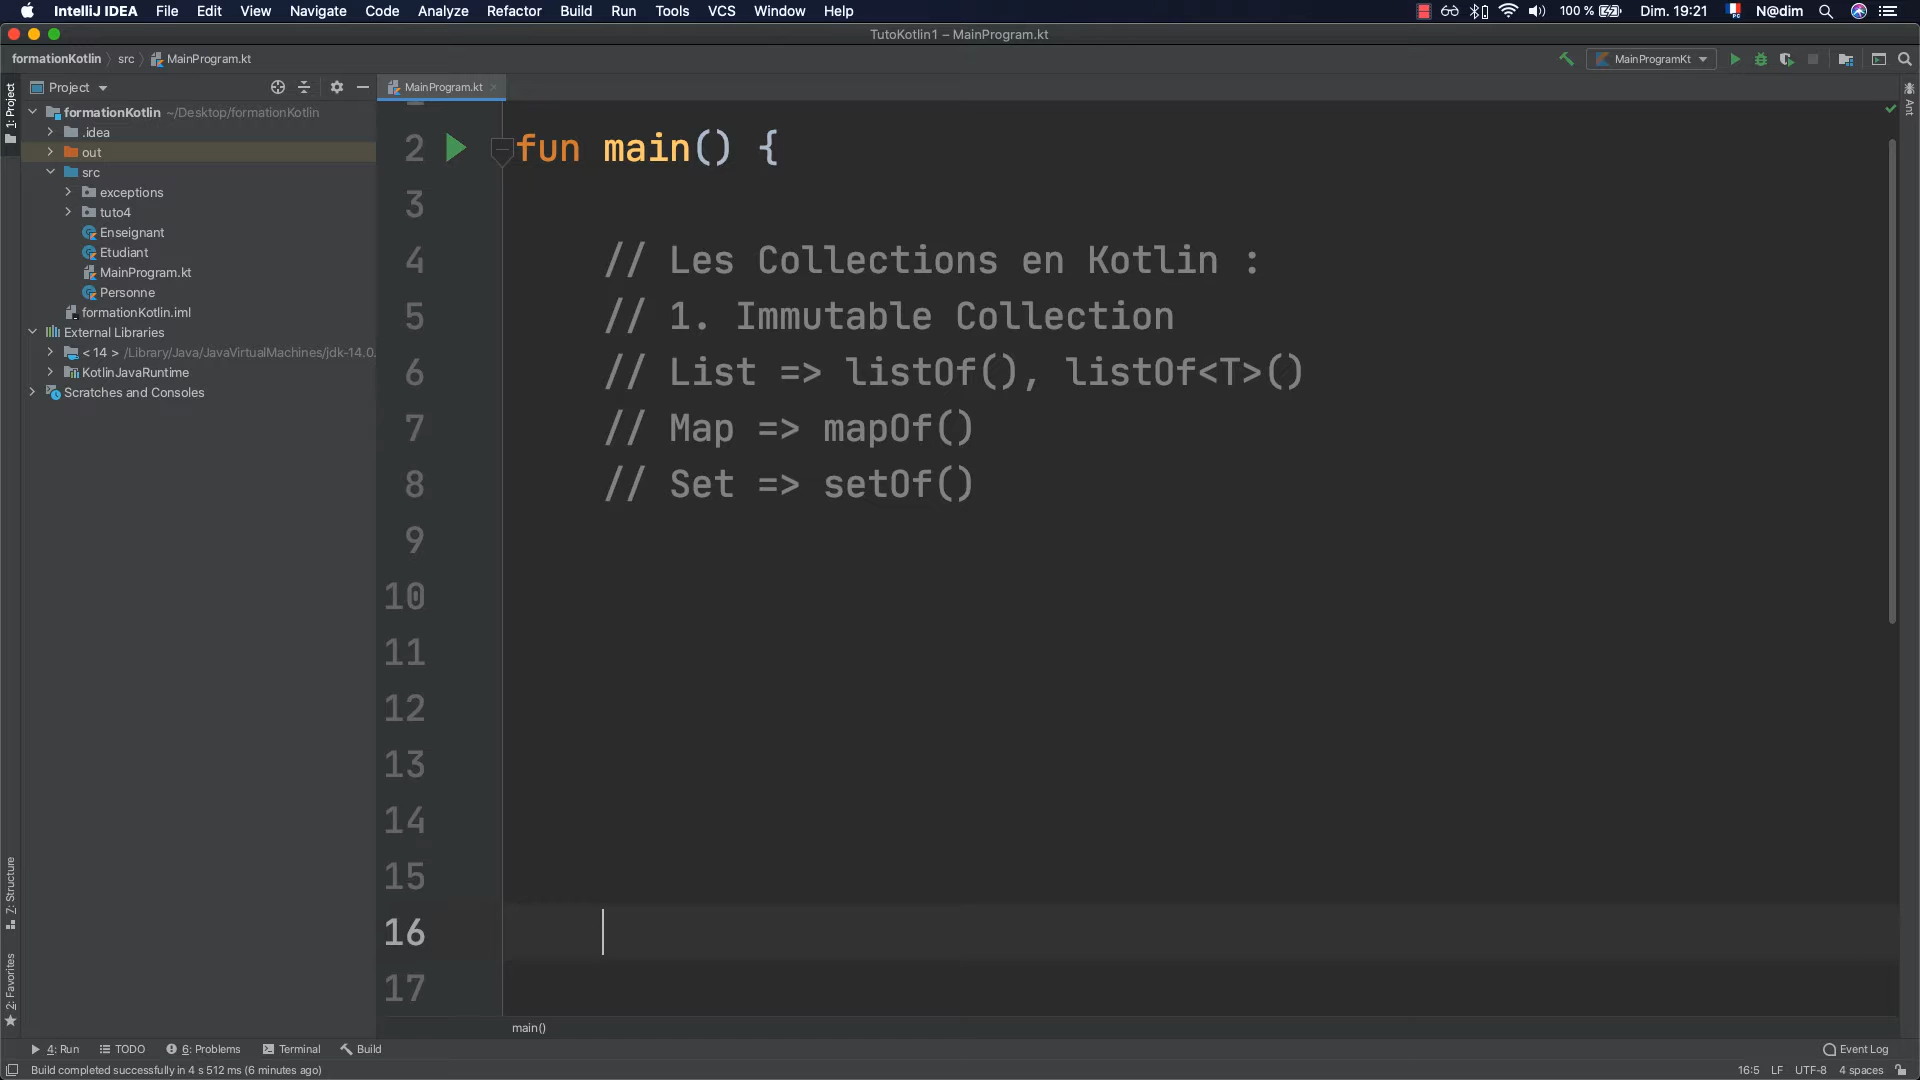 IntelliJ IDEA File Edit View Navigate Code Analyze Refactor Build Run Tools VCS Window Help 100 % Dim. 19:21 N@dim
TutoKotlin1 – MainProgram.kt
formationKotlin src MainProgram.kt MainProgramKt
1: Project
Project
MainProgram.kt
Ant
formationKotlin ~/Desktop/formationKotlin
.idea
out
src
exceptions
tuto4
Enseignant
Etudiant
MainProgram.kt
Personne
formationKotlin.iml
External Libraries
< 14 > /Library/Java/JavaVirtualMachines/jdk-14.0.
KotlinJavaRuntime
Scratches and Consoles
2 fun main() {
3
4 // Les Collections en Kotlin :
5 // 1. Immutable Collection
6 // List => listOf(), listOf<T>()
7 // Map => mapOf()
8 // Set => setOf()
9
10
11
12
13
14
15
16
17
Z: Structure
2: Favorites
main()
4: Run TODO 6: Problems Terminal Build Event Log
Build completed successfully in 4 s 512 ms (6 minutes ago) 16:5 LF UTF-8 4 spaces